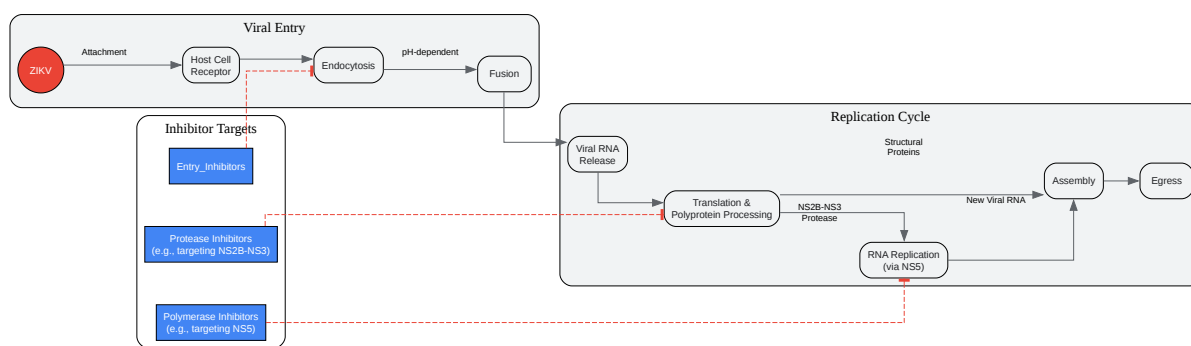 Viral Entry
Attachment
ZIKV
Host Cell
Receptor
Endocytosis
pH-dependent
Fusion
Inhibitor Targets
Entry_Inhibitors
Protease Inhibitors
(e.g., targeting NS2B-NS3)
Polymerase Inhibitors
(e.g., targeting NS5)
Replication Cycle
Viral RNA
Release
Structural
Proteins
Translation &
Polyprotein Processing
NS2B-NS3
Protease
New Viral RNA
RNA Replication
(via NS5)
Assembly
Egress